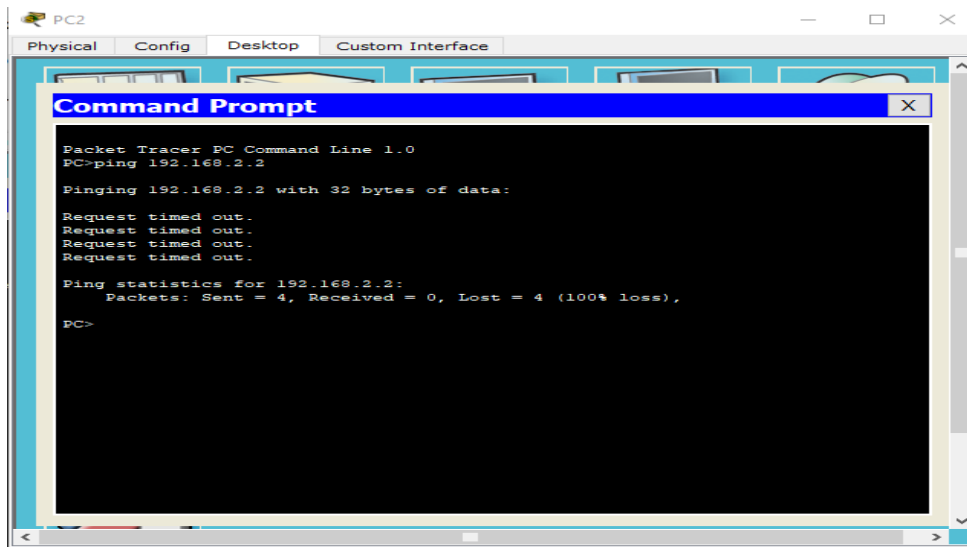 PC2
Physical Config Desktop Custom Interface
Command Prompt
X
Packet Tracer PC Command Line 1.0
PC>ping 192.168.2.2
Pinging 192.168.2.2 with 32 bytes of data:
Request timed out.
Request timed out.
Request timed out.
Request timed out.
Ping statistics for 192.168.2.2:
Packets: Sent = 4, Received = 0, Lost = 4 (100% loss),
PC>